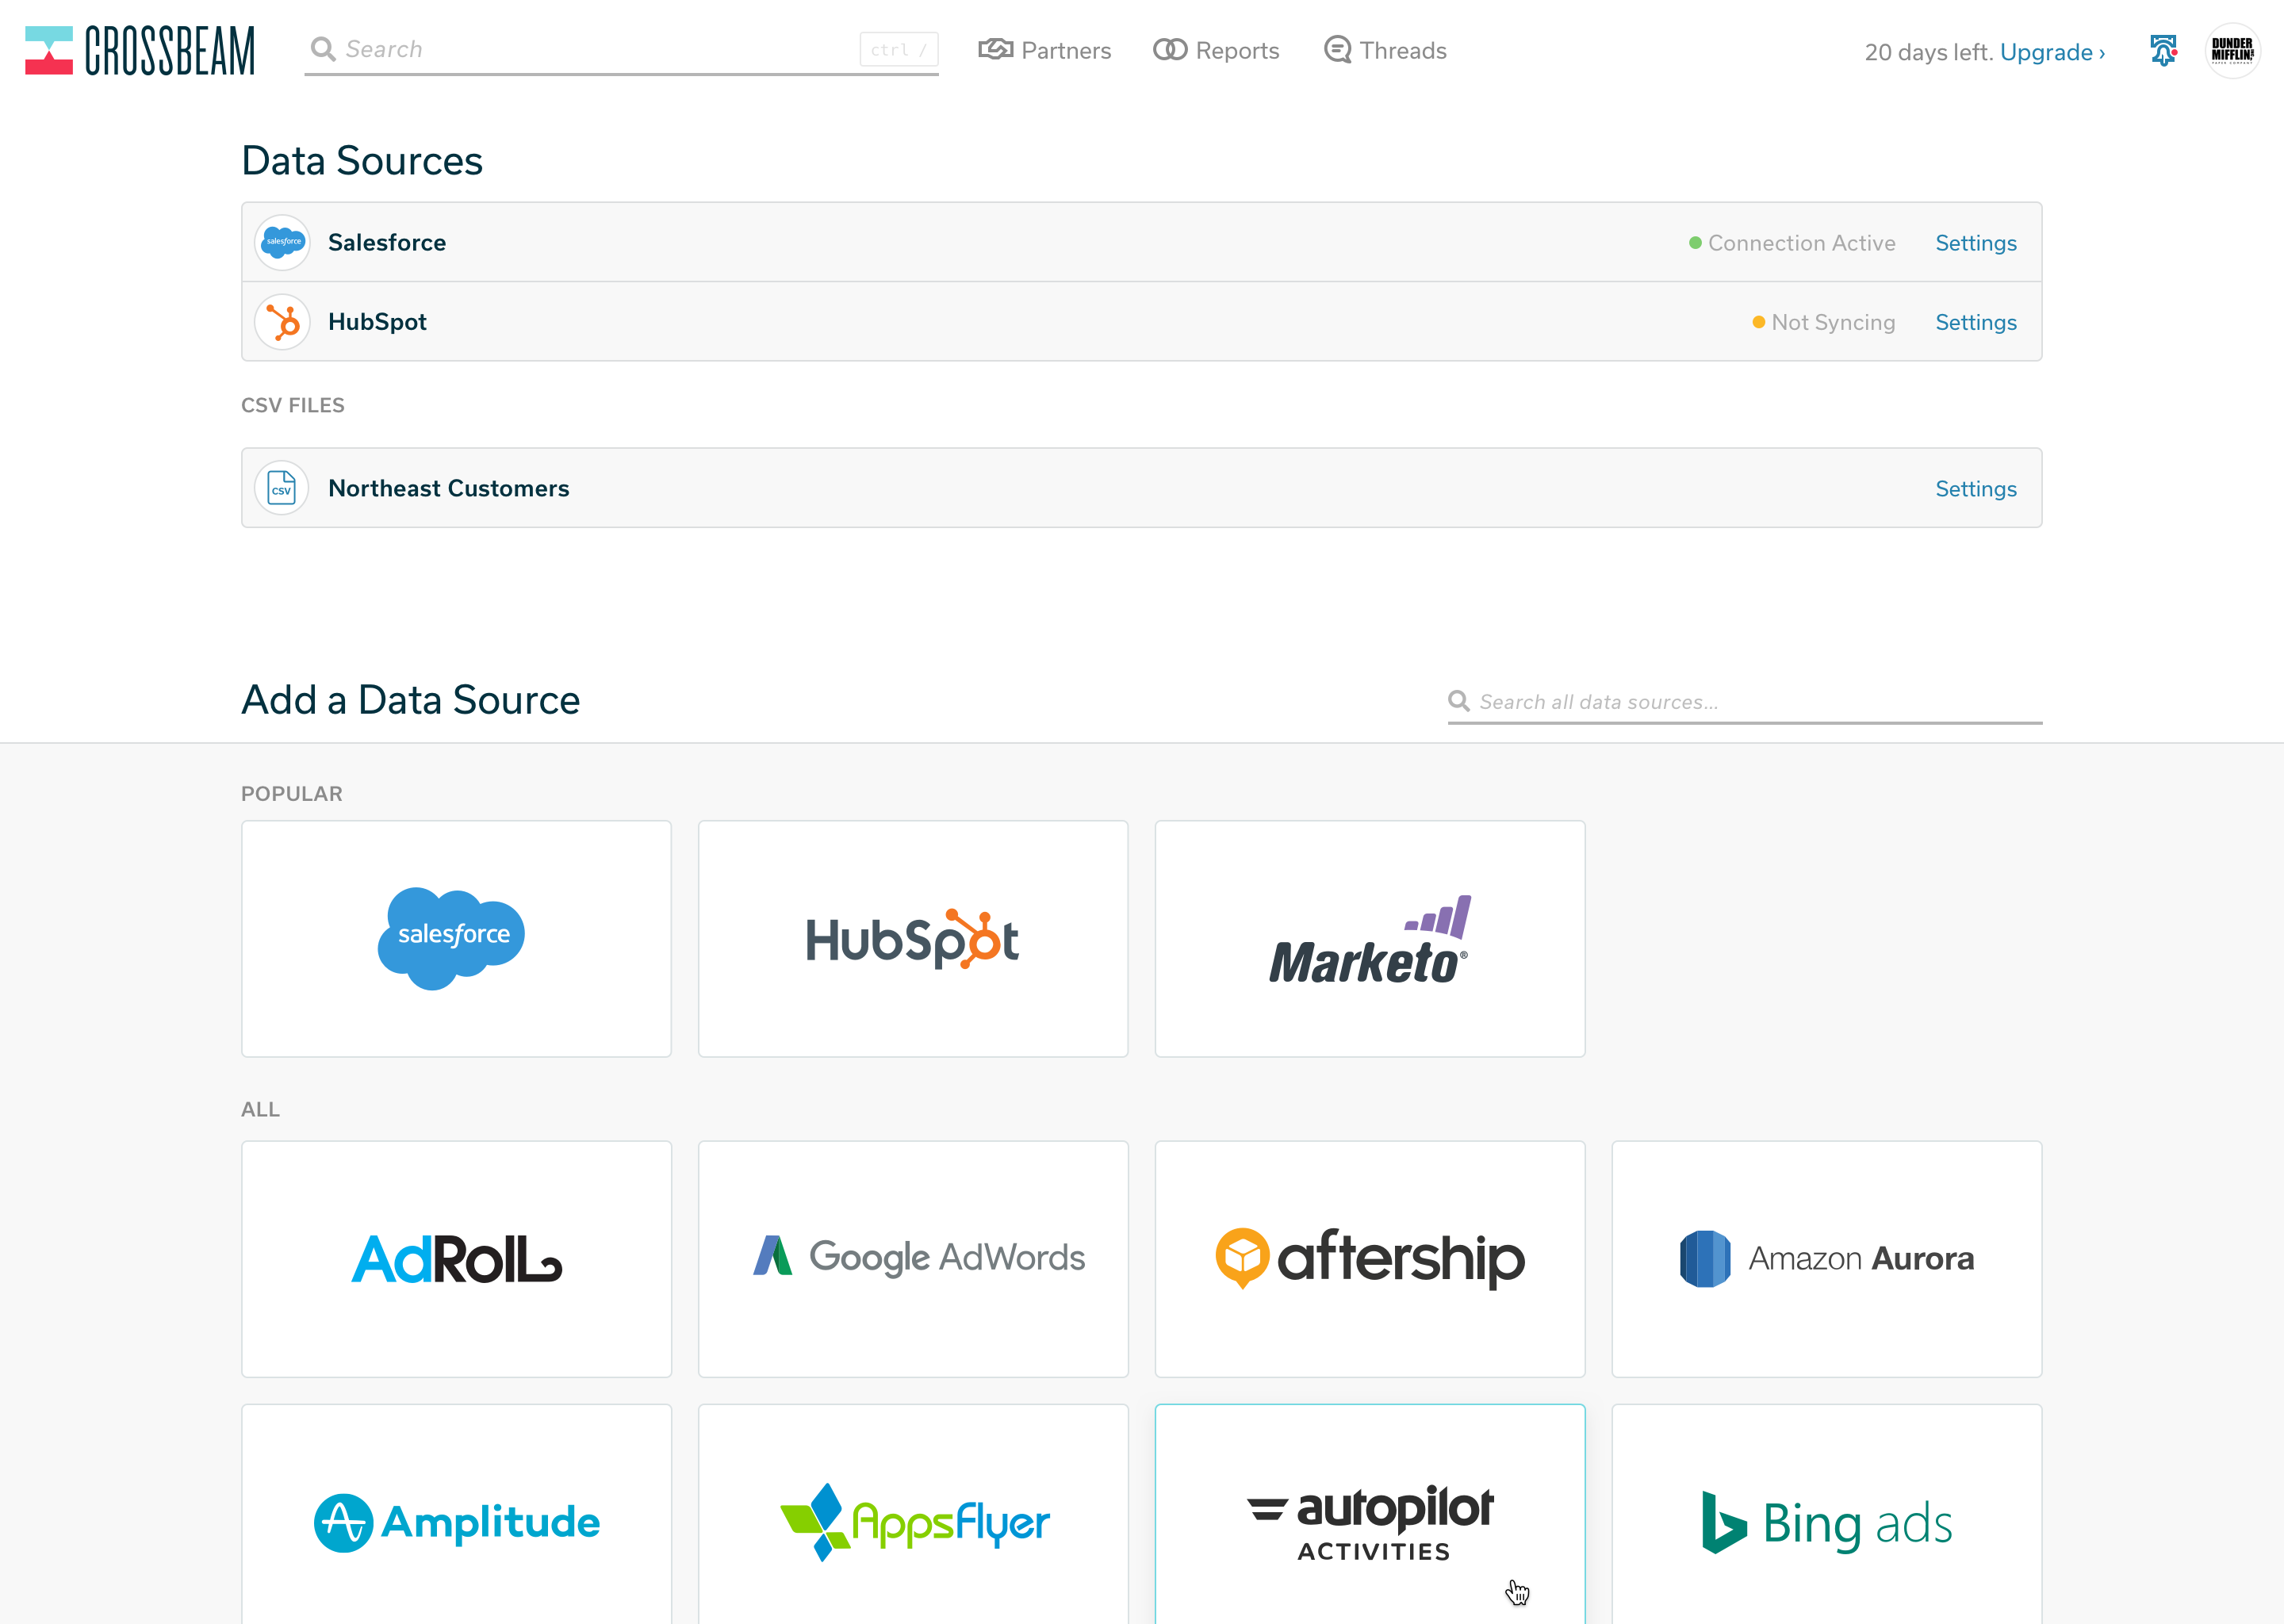 CROSSBEAM
Search
ctrl /
Partners
Reports
Threads
20 days left. Upgrade ›
DUNDER
MIFFLIN
Data Sources
salesforce
Salesforce
Connection Active
Settings
HubSpot
Not Syncing
Settings
CSV FILES
CSV
Northeast Customers
Settings
Add a Data Source
Search all data sources...
POPULAR
salesforce
HubSpot
Marketo®
ALL
AdRoll
Google AdWords
aftership
Amazon Aurora
Amplitude
AppsFlyer
autopilot
ACTIVITIES
Bing ads